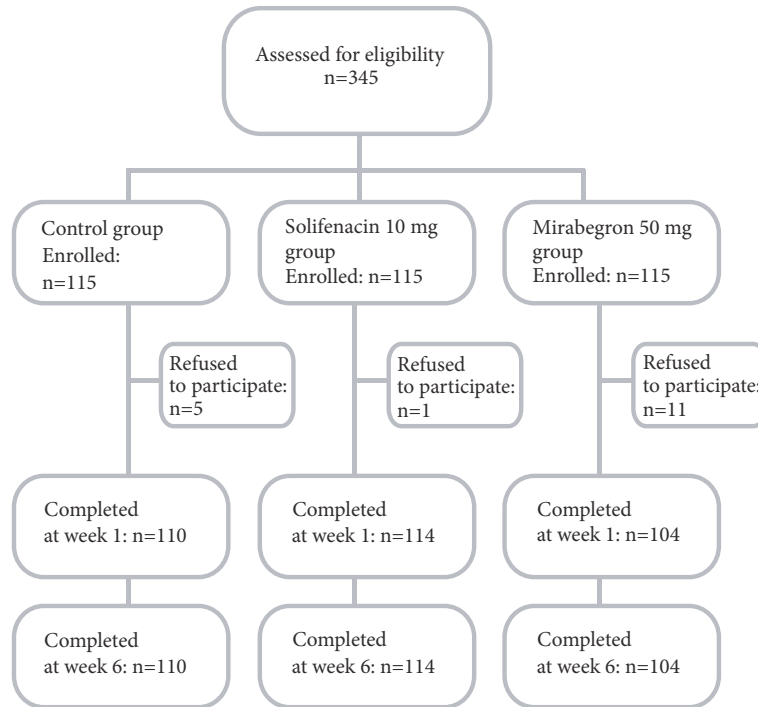 Assessed for eligibility
n=345
Control group
Enrolled:
n=115
Solifenacin 10 mg
group
Enrolled: n=115
Mirabegron 50 mg
group
Enrolled: n=115
Refused
to participate:
n=5
Refused
to participate:
n=1
Refused
to participate:
n=11
Completed
at week 1: n=110
Completed
at week 1: n=114
Completed
at week 1: n=104
Completed
at week 6: n=110
Completed
at week 6: n=114
Completed
at week 6: n=104